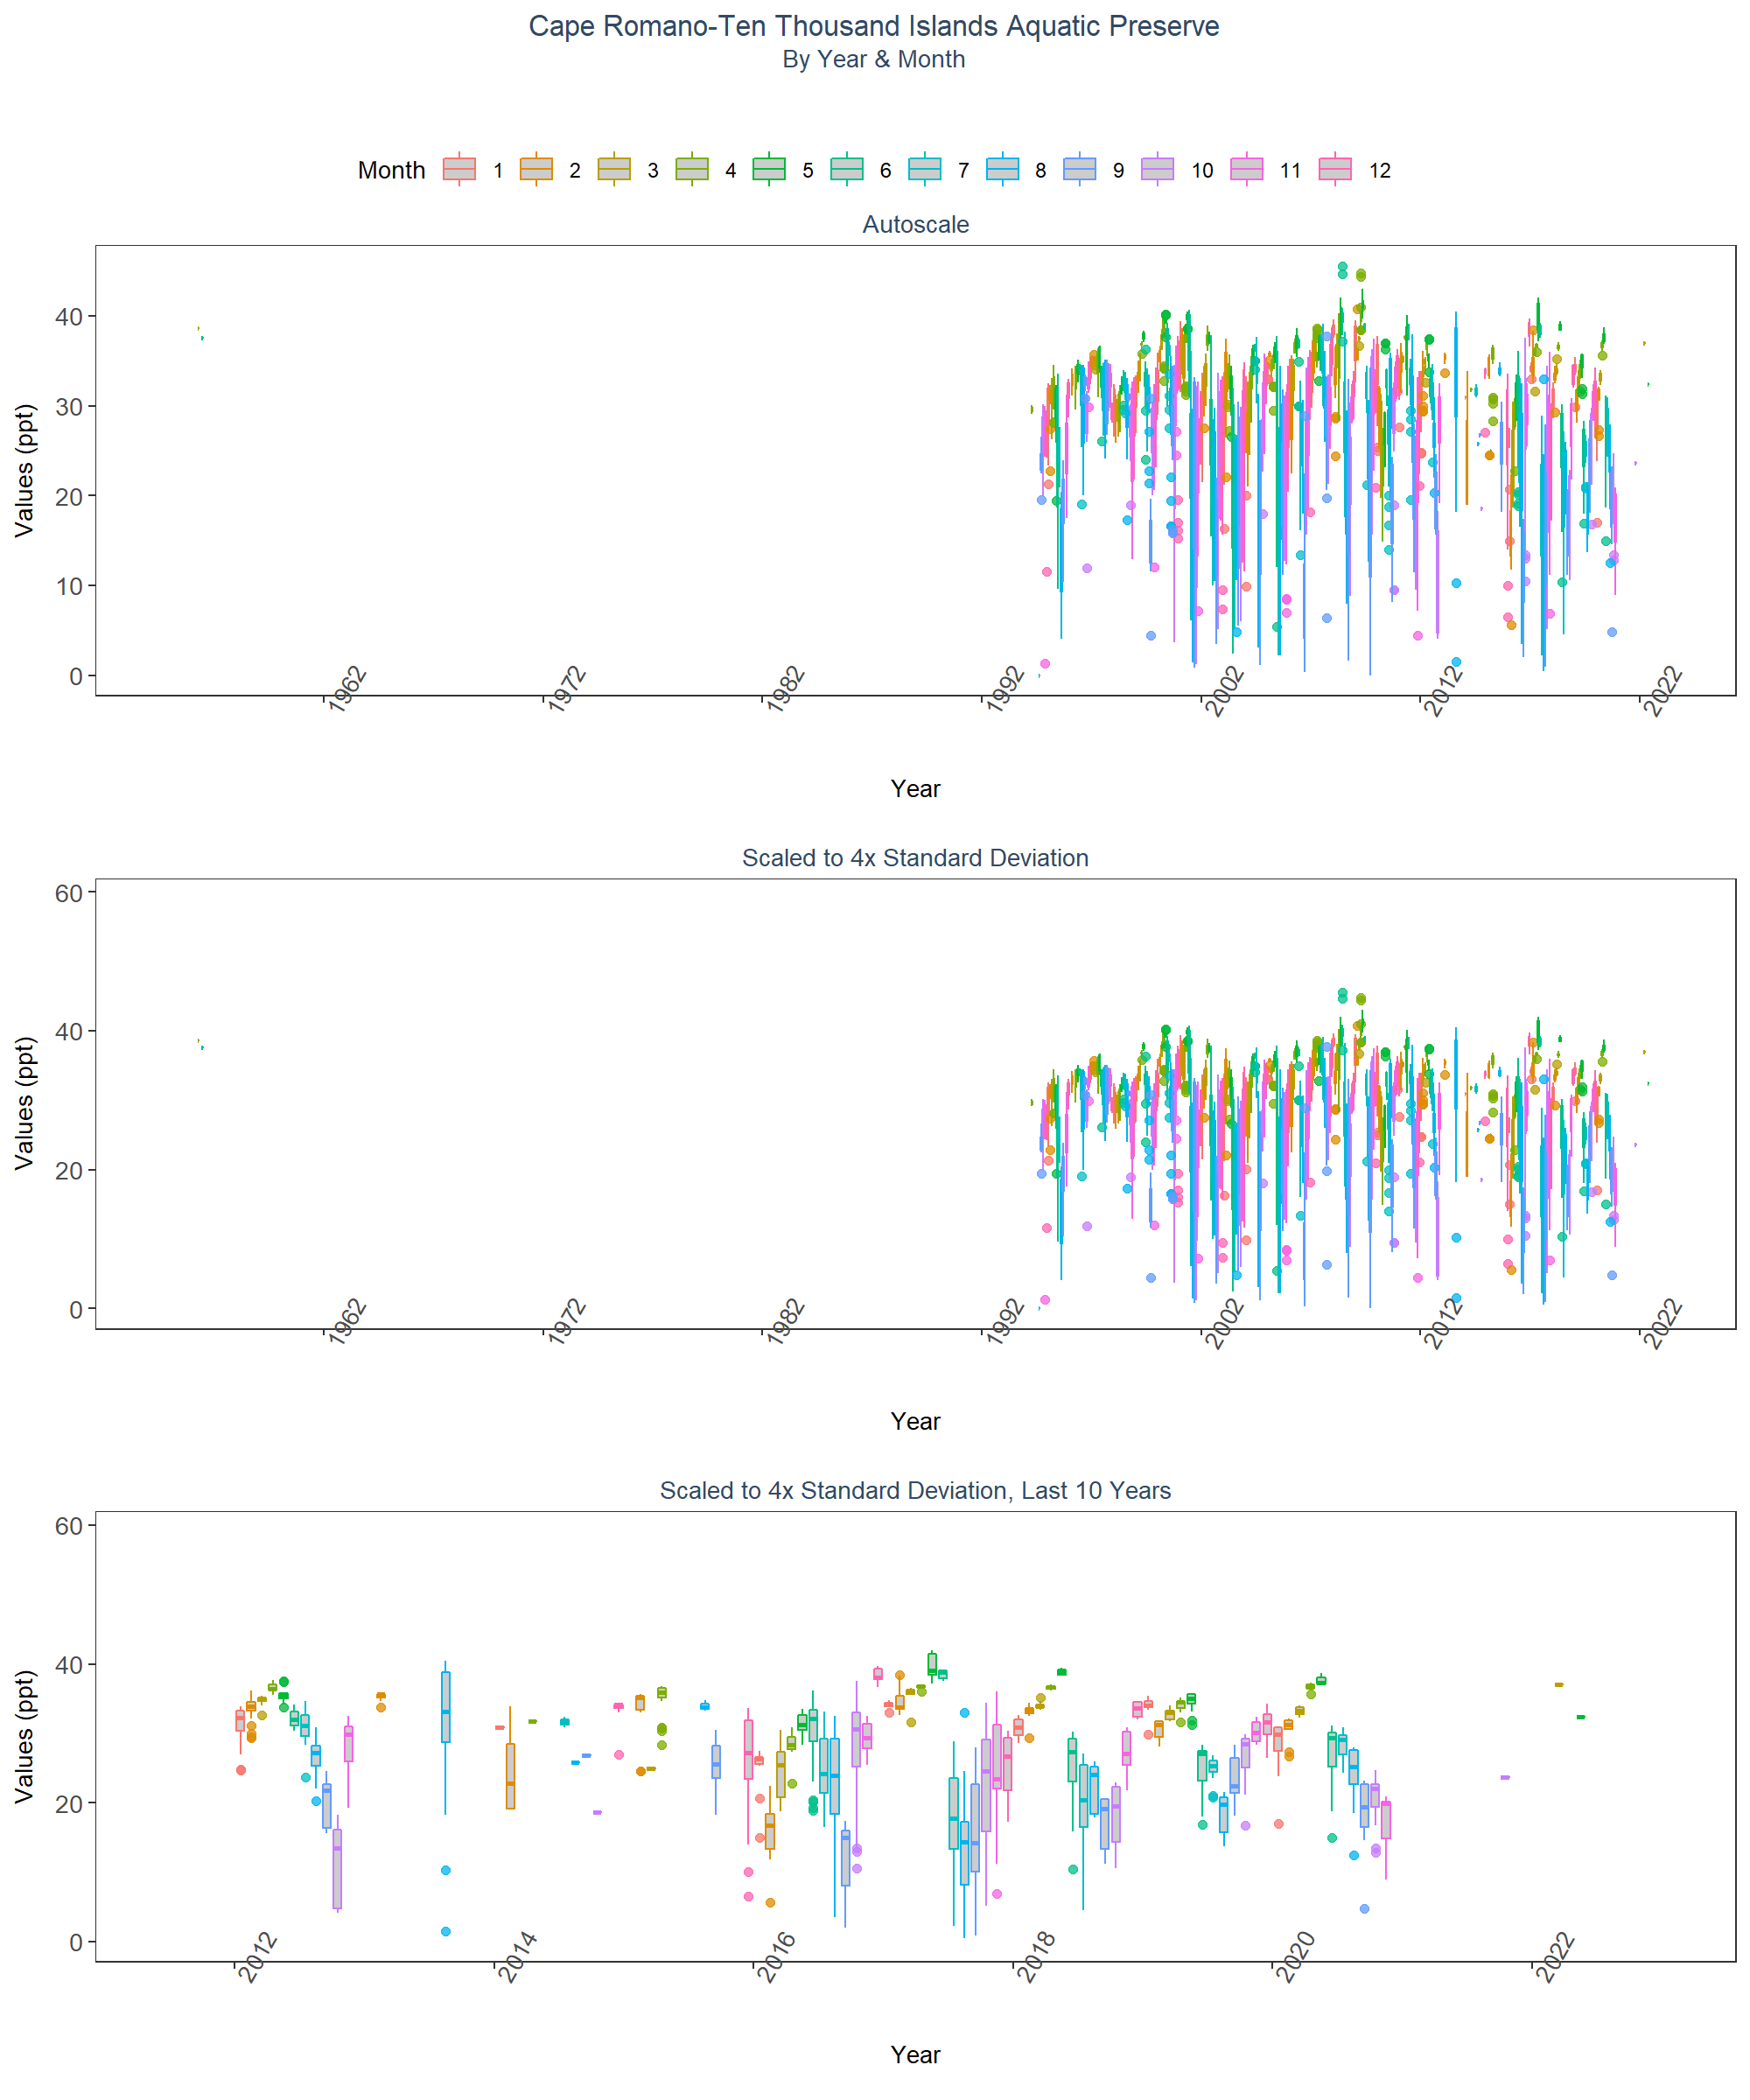 Cape Romano-Ten Thousand Islands Aquatic Preserve
By Year & Month
Month 1 2 3 4 5 6 7 8 9 10 11 12
Autoscale
Values (ppt)
40
30
20
10
0
1962 1972 1982 1992 2002 2012 2022
Year
Scaled to 4x Standard Deviation
Values (ppt)
60
40
20
0
1962 1972 1982 1992 2002 2012 2022
Year
Scaled to 4x Standard Deviation, Last 10 Years
Values (ppt)
60
40
20
0
2012 2014 2016 2018 2020 2022
Year